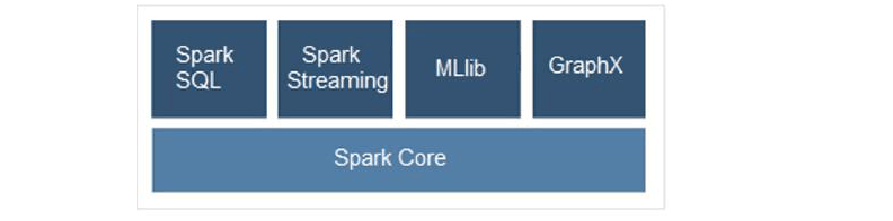 Spark
SQL
Spark
Streaming
MLlib
GraphX
Spark Core